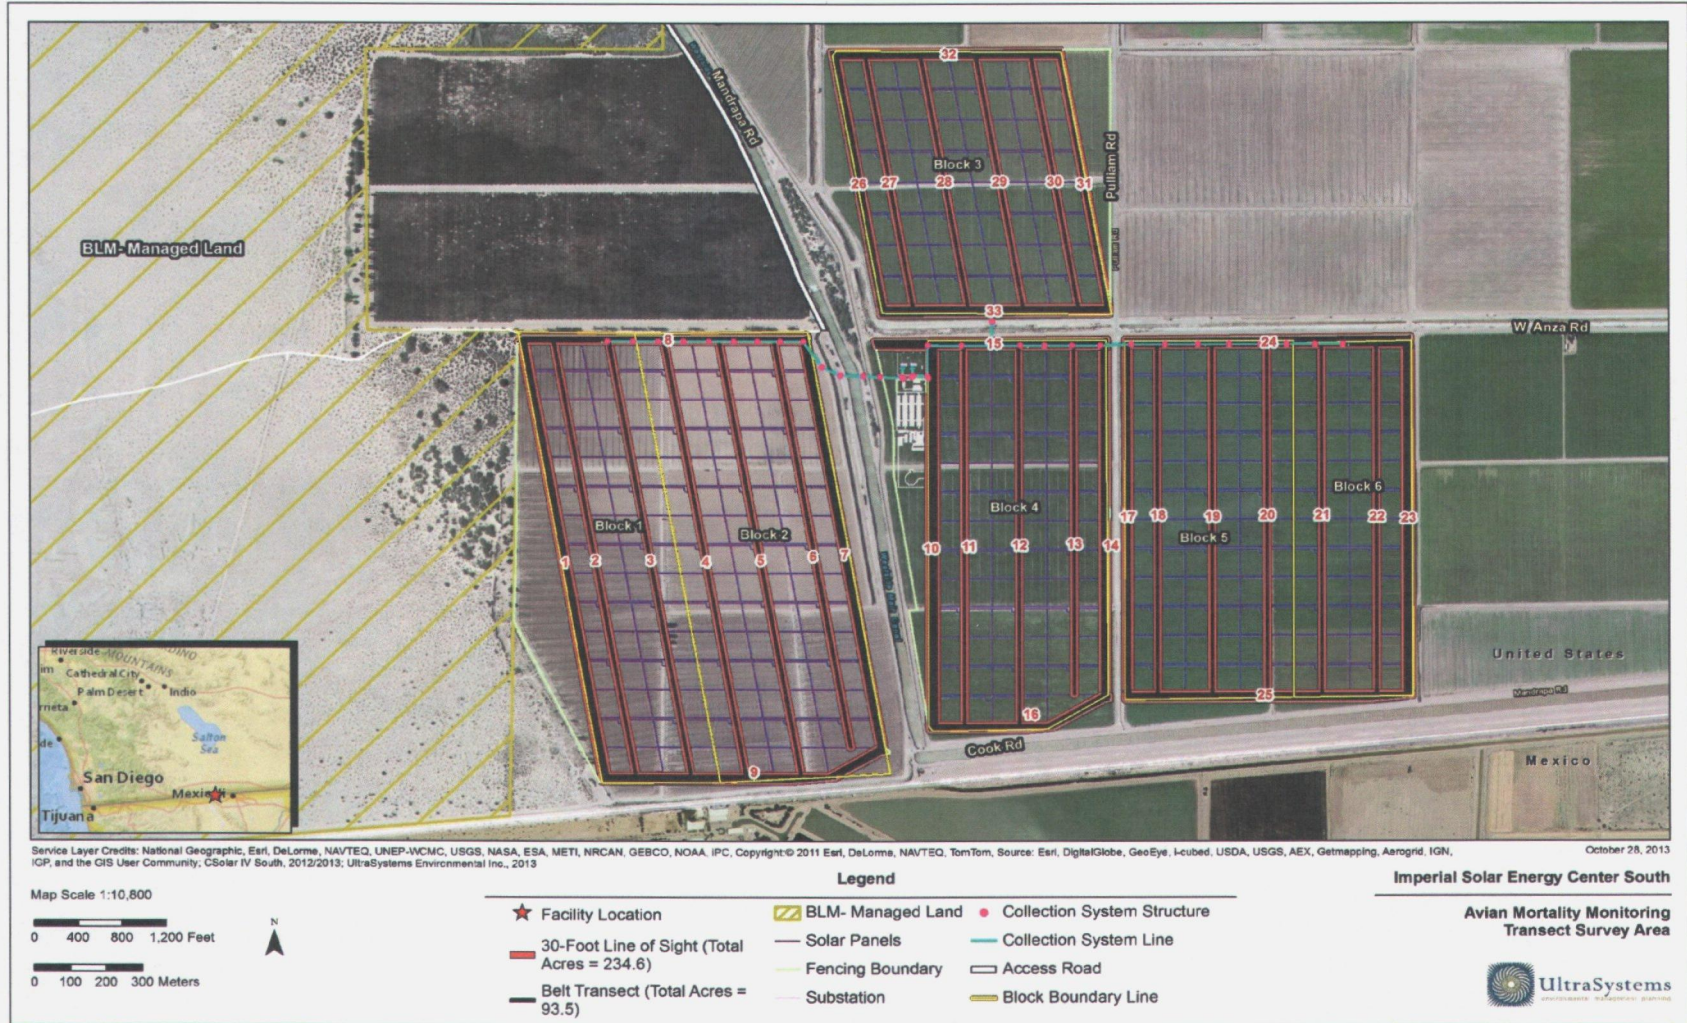 32
Mandrapa Rd
Block 3
Pulliam Rd
26
27
28
29
30
31
BLM- Managed Land
33
W Anza Rd
8
15
24
Block 6
Block 4
Block 1
Block 2
Block 5
17
18
19
20
21
22
23
1
2
3
4
5
6
7
10
11
12
13
14
United States
Mandrapa Rd
25
16
Cook Rd
9
Mexico
Riverside
MOUNTAINS
DINO
im
Cathedral City
Palm Desert
Indio
rneta
Salton
Sea
de
San Diego
Tijuana
Service Layer Credits: National Geographic, Esri, DeLorme, NAVTEQ, UNEP-WCMC, USGS, NASA, ESA, METI, NRCAN, GEBCO, NOAA, iPC, Copyright:© 2011 Esri, DeLorme, NAVTEQ, TomTom, Source: Esri, DigitalGlobe, GeoEye, i-cubed, USDA, USGS, AEX, Getmapping, Aerogrid, IGN,
IGP, and the GIS User Community; CSolar IV South, 2012/2013; UltraSystems Environmental Inc., 2013
October 28, 2013
Map Scale 1:10,800
0 400 800 1,200 Feet
0 100 200 300 Meters
N
Legend
Facility Location
30-Foot Line of Sight (Total
Acres = 234.6)
Belt Transect (Total Acres =
93.5)
BLM- Managed Land
Solar Panels
Fencing Boundary
Substation
Collection System Structure
Collection System Line
Access Road
Block Boundary Line
Imperial Solar Energy Center South
Avian Mortality Monitoring
Transect Survey Area
UltraSystems